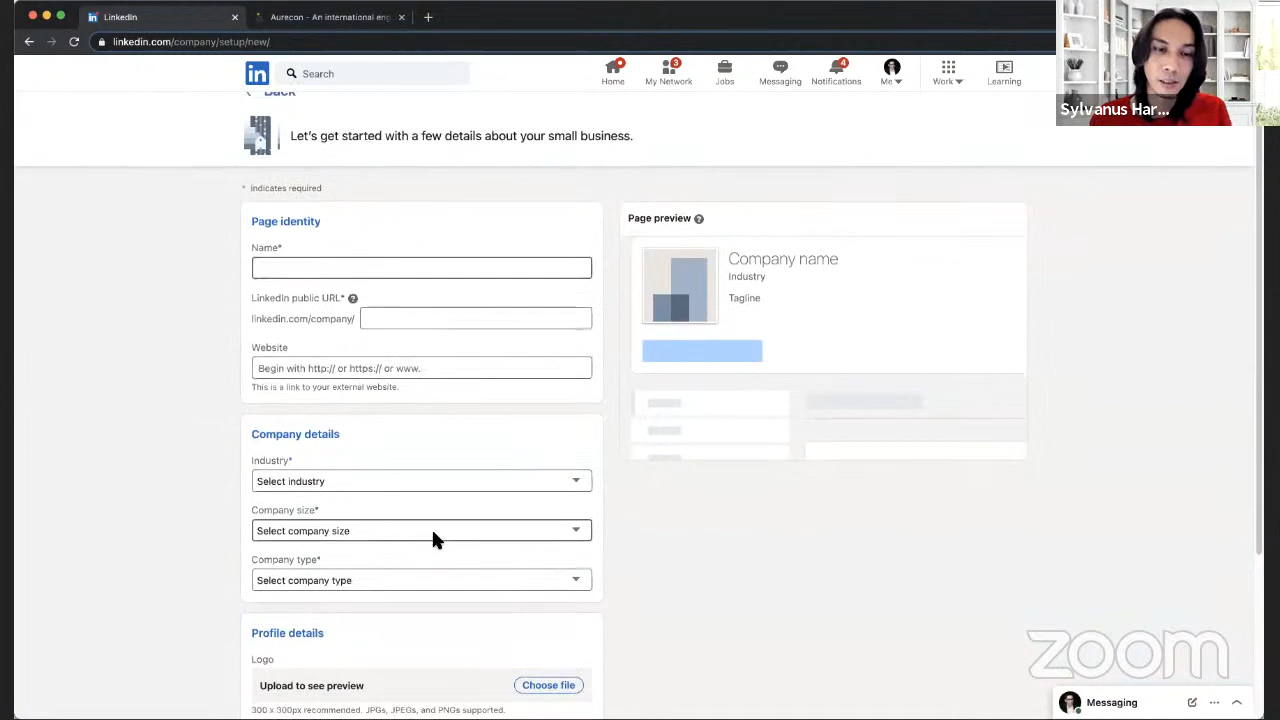 LinkedIn
Aurecon - An international eng
linkedin.com/company/setup/new/
in
Search
Home
3
My Network
Jobs
Messaging
4
Notifications
Me
Work
Learning
Sylvanus Har...
Back
Let's get started with a few details about your small business.
* indicates required
Page identity
Name*
LinkedIn public URL*
linkedin.com/company/
Website
Begin with http:// or https:// or www.
This is a link to your external website.
Page preview
Company name
Industry
Tagline
Company details
Industry*
Select industry
Company size*
Select company size
Company type*
Select company type
Profile details
Logo
Upload to see preview
Choose file
300 x 300px recommended. JPGs, JPEGs, and PNGs supported.
zoom
Messaging